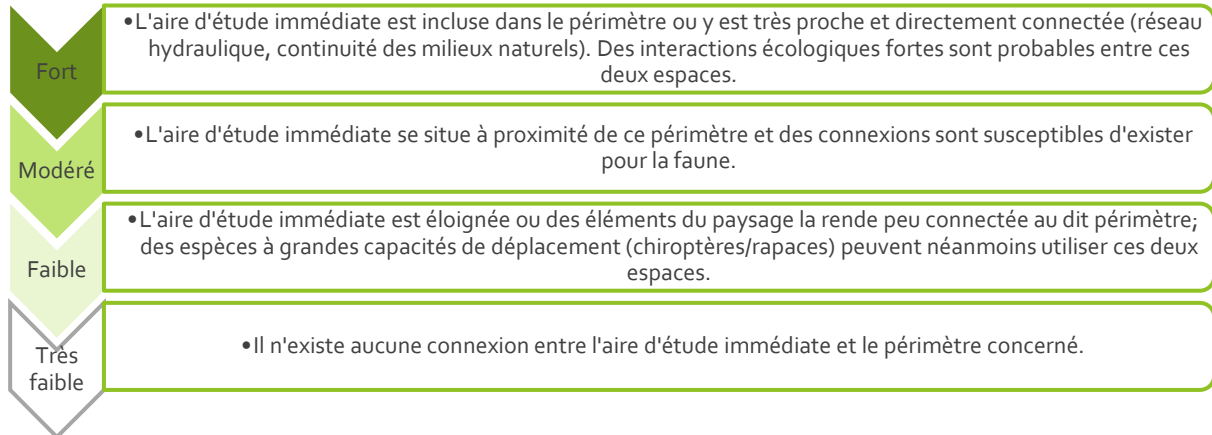 Fort
•L'aire d'étude immédiate est incluse dans le périmètre ou y est très proche et directement connectée (réseau
hydraulique, continuité des milieux naturels). Des interactions écologiques fortes sont probables entre ces
deux espaces.
Modéré
•L'aire d'étude immédiate se situe à proximité de ce périmètre et des connexions sont susceptibles d'exister
pour la faune.
Faible
•L'aire d'étude immédiate est éloignée ou des éléments du paysage la rende peu connectée au dit périmètre;
des espèces à grandes capacités de déplacement (chiroptères/rapaces) peuvent néanmoins utiliser ces deux
espaces.
Très
faible
•Il n'existe aucune connexion entre l'aire d'étude immédiate et le périmètre concerné.